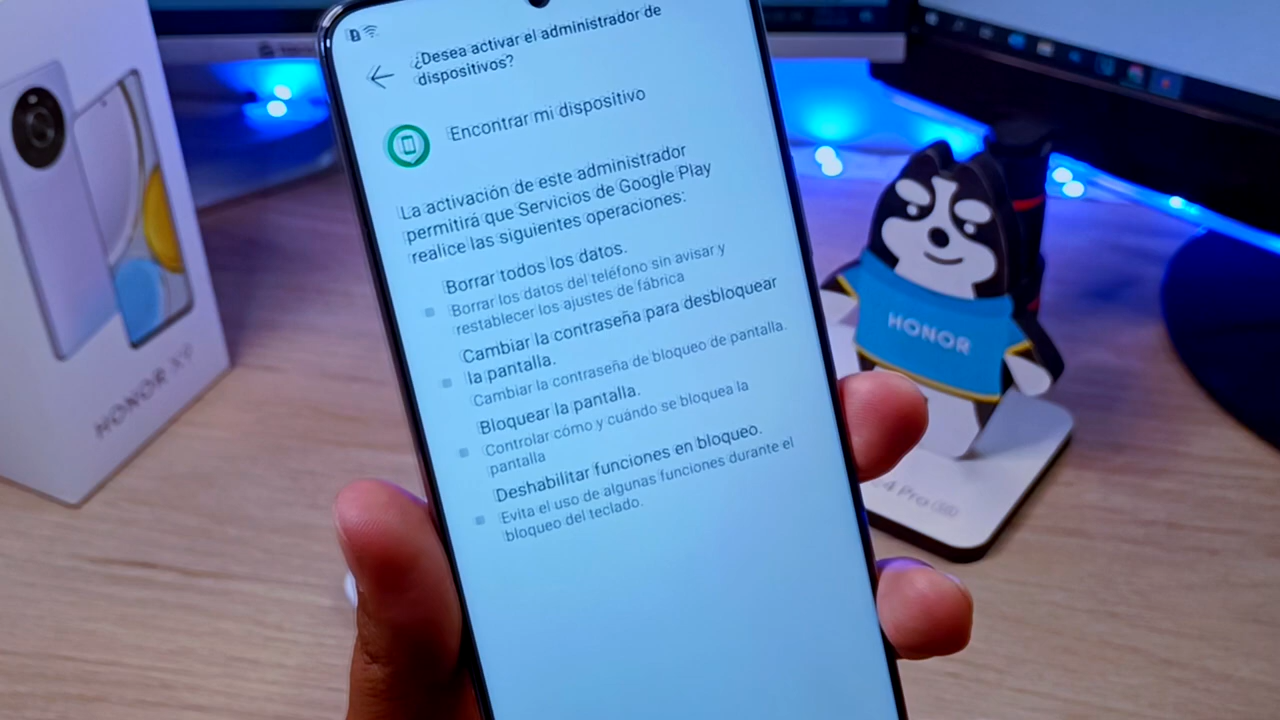 ¿Desea activar el administrador de
dispositivos?
Encontrar mi dispositivo
La activación de este administrador
permitirá que Servicios de Google Play
realice las siguientes operaciones:
Borrar todos los datos.
Borrar los datos del teléfono sin avisar y
restablecer los ajustes de fábrica
Cambiar la contraseña para desbloquear
la pantalla.
Cambiar la contraseña de bloqueo de pantalla.
Bloquear la pantalla.
Controlar cómo y cuándo se bloquea la
pantalla
Deshabilitar funciones en bloqueo.
Evita el uso de algunas funciones durante el
bloqueo del teclado.
HONOR
HONOR
Pro